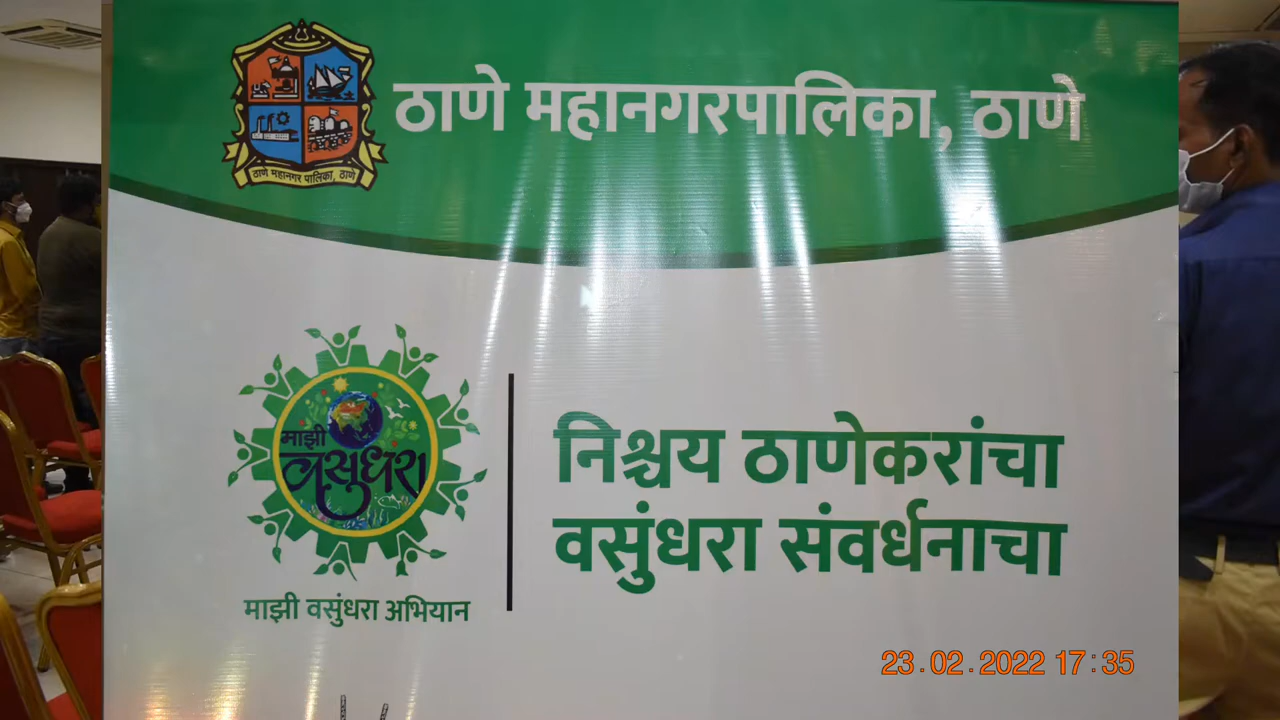 ठाणे महानगरपालिका, ठाणे
ठाणे महानगर पालिका, ठाणे
माझी
वसुंधरा
निश्चय ठाणेकरांचा
वसुंधरा संवर्धनाचा
माझी वसुंधरा अभियान
23.02.2022 17:35